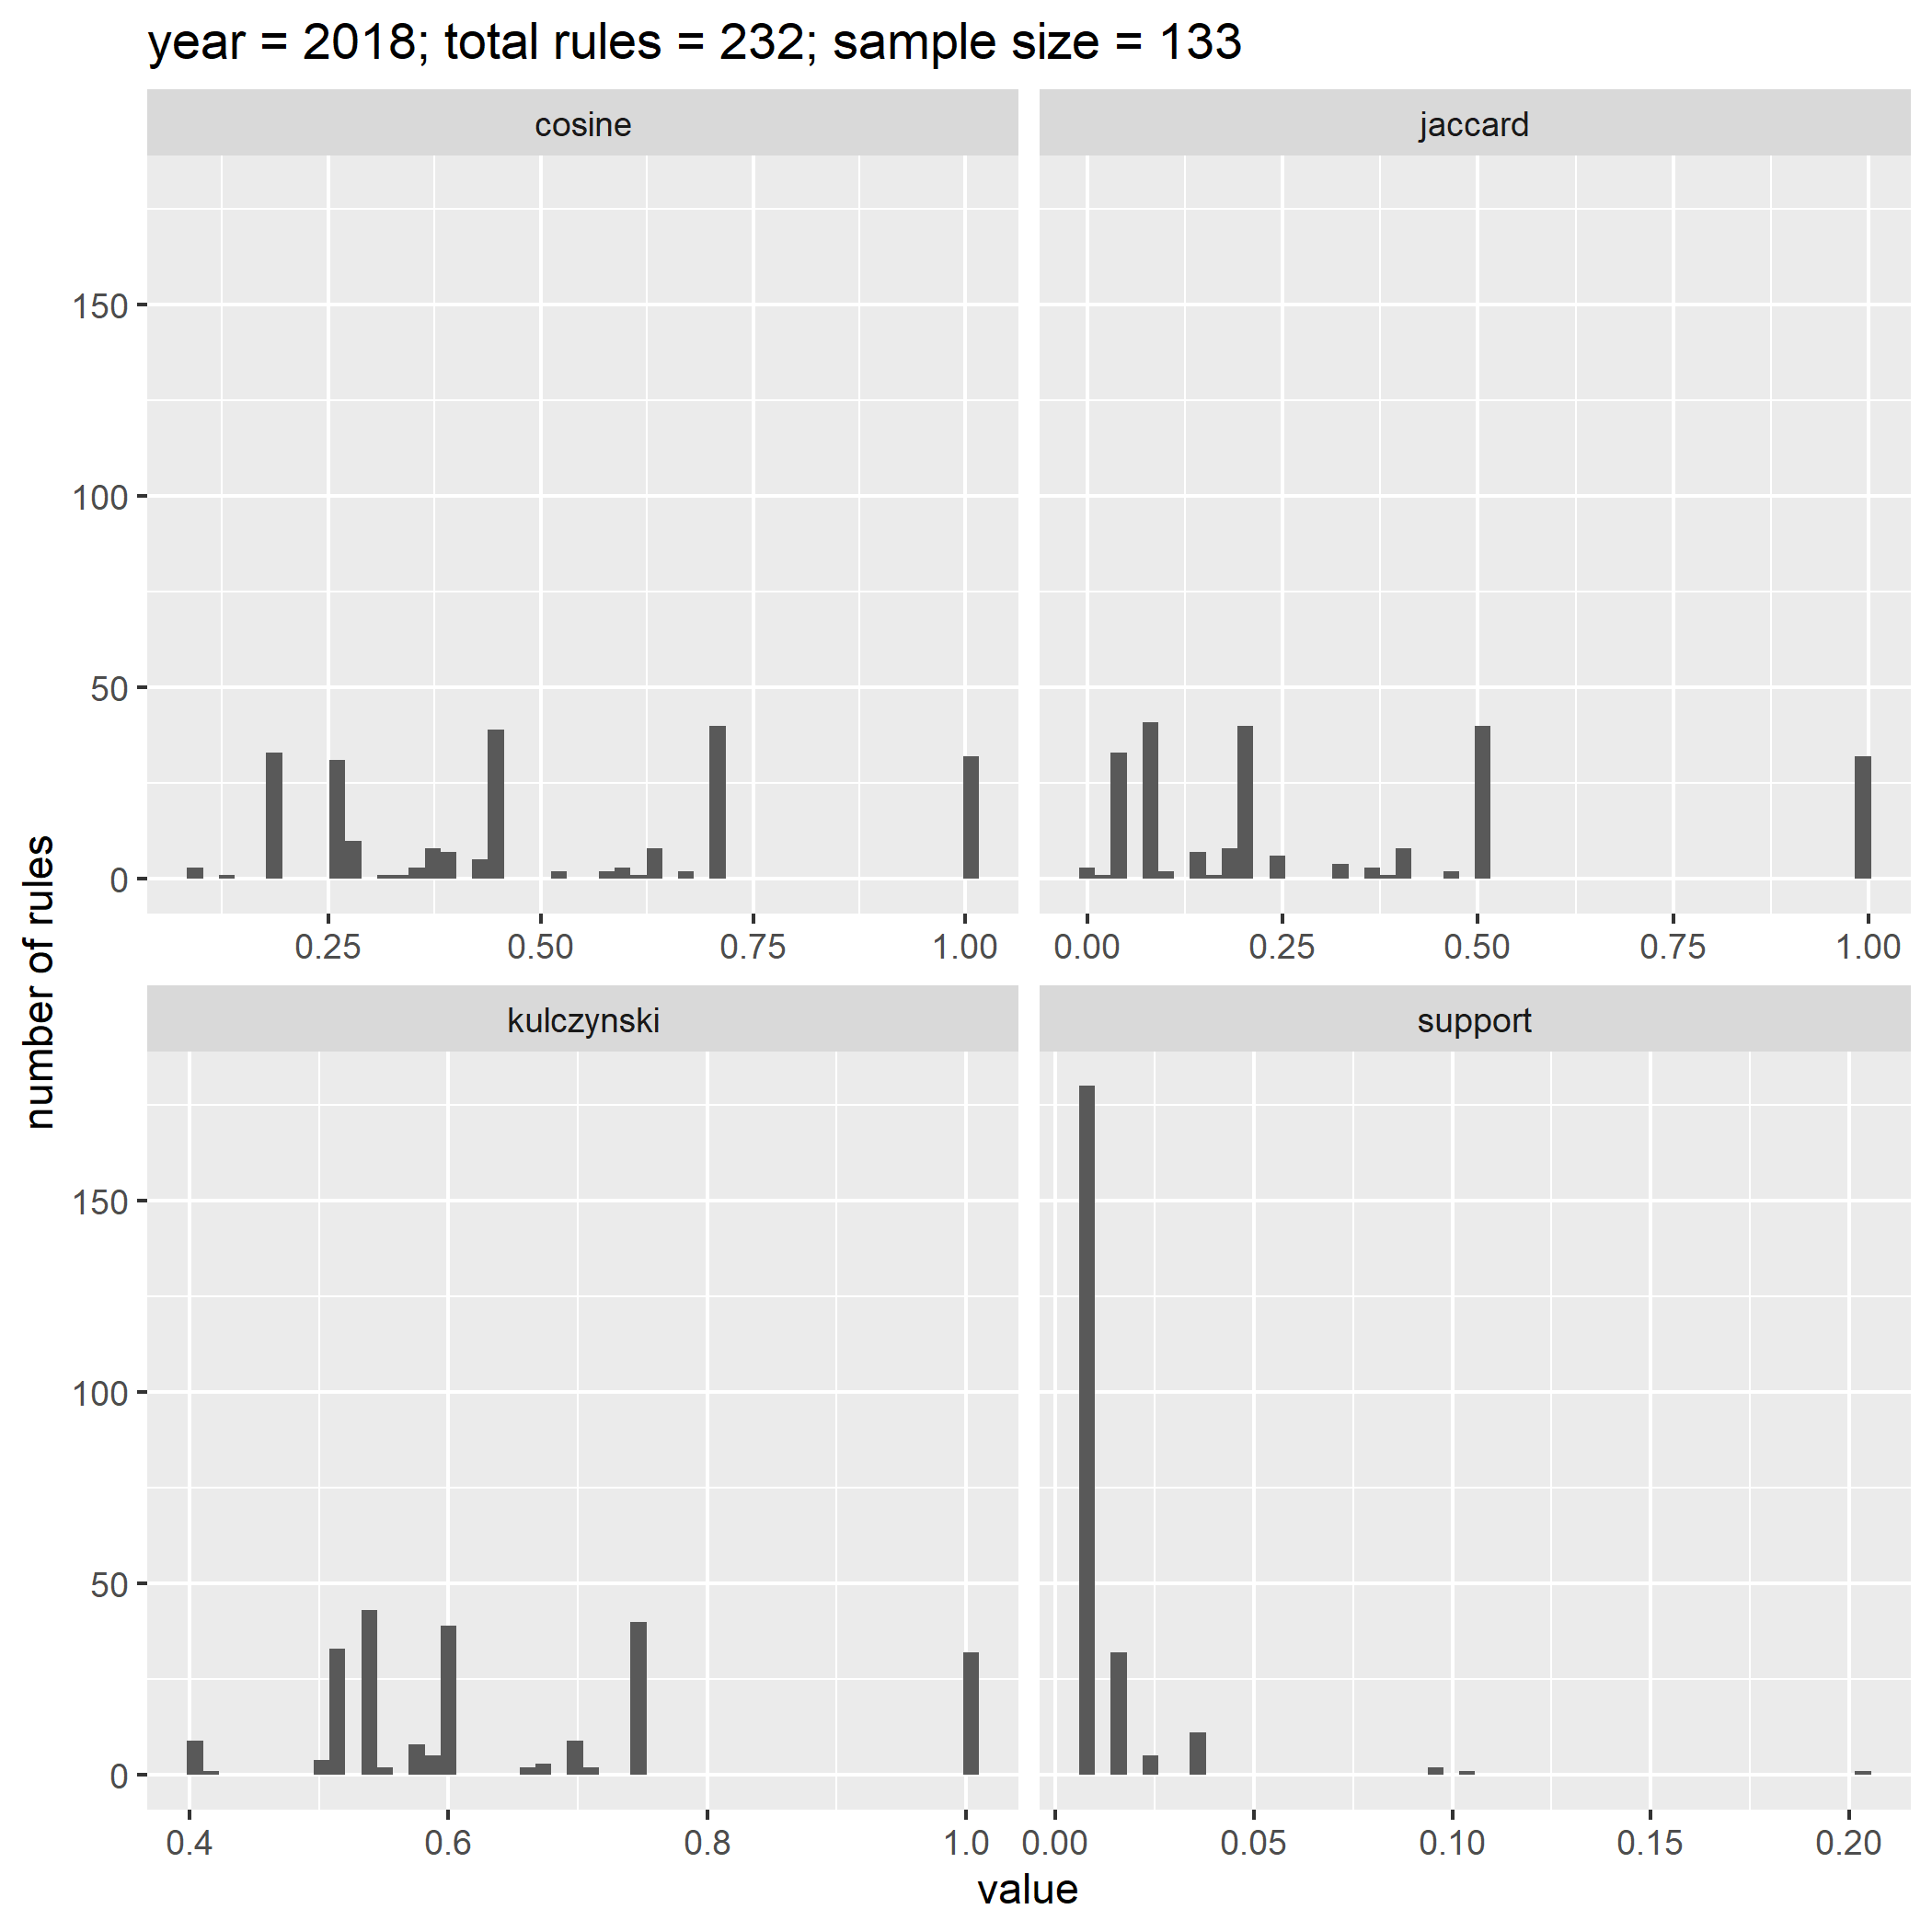 year = 2018; total rules = 232; sample size = 133
cosine
jaccard
150
100
50
0
0.25 0.50 0.75 1.00
0.00 0.25 0.50 0.75 1.00
number of rules
kulczynski
support
150
100
50
0
0.4 0.6 0.8 1.0
0.00 0.05 0.10 0.15 0.20
value